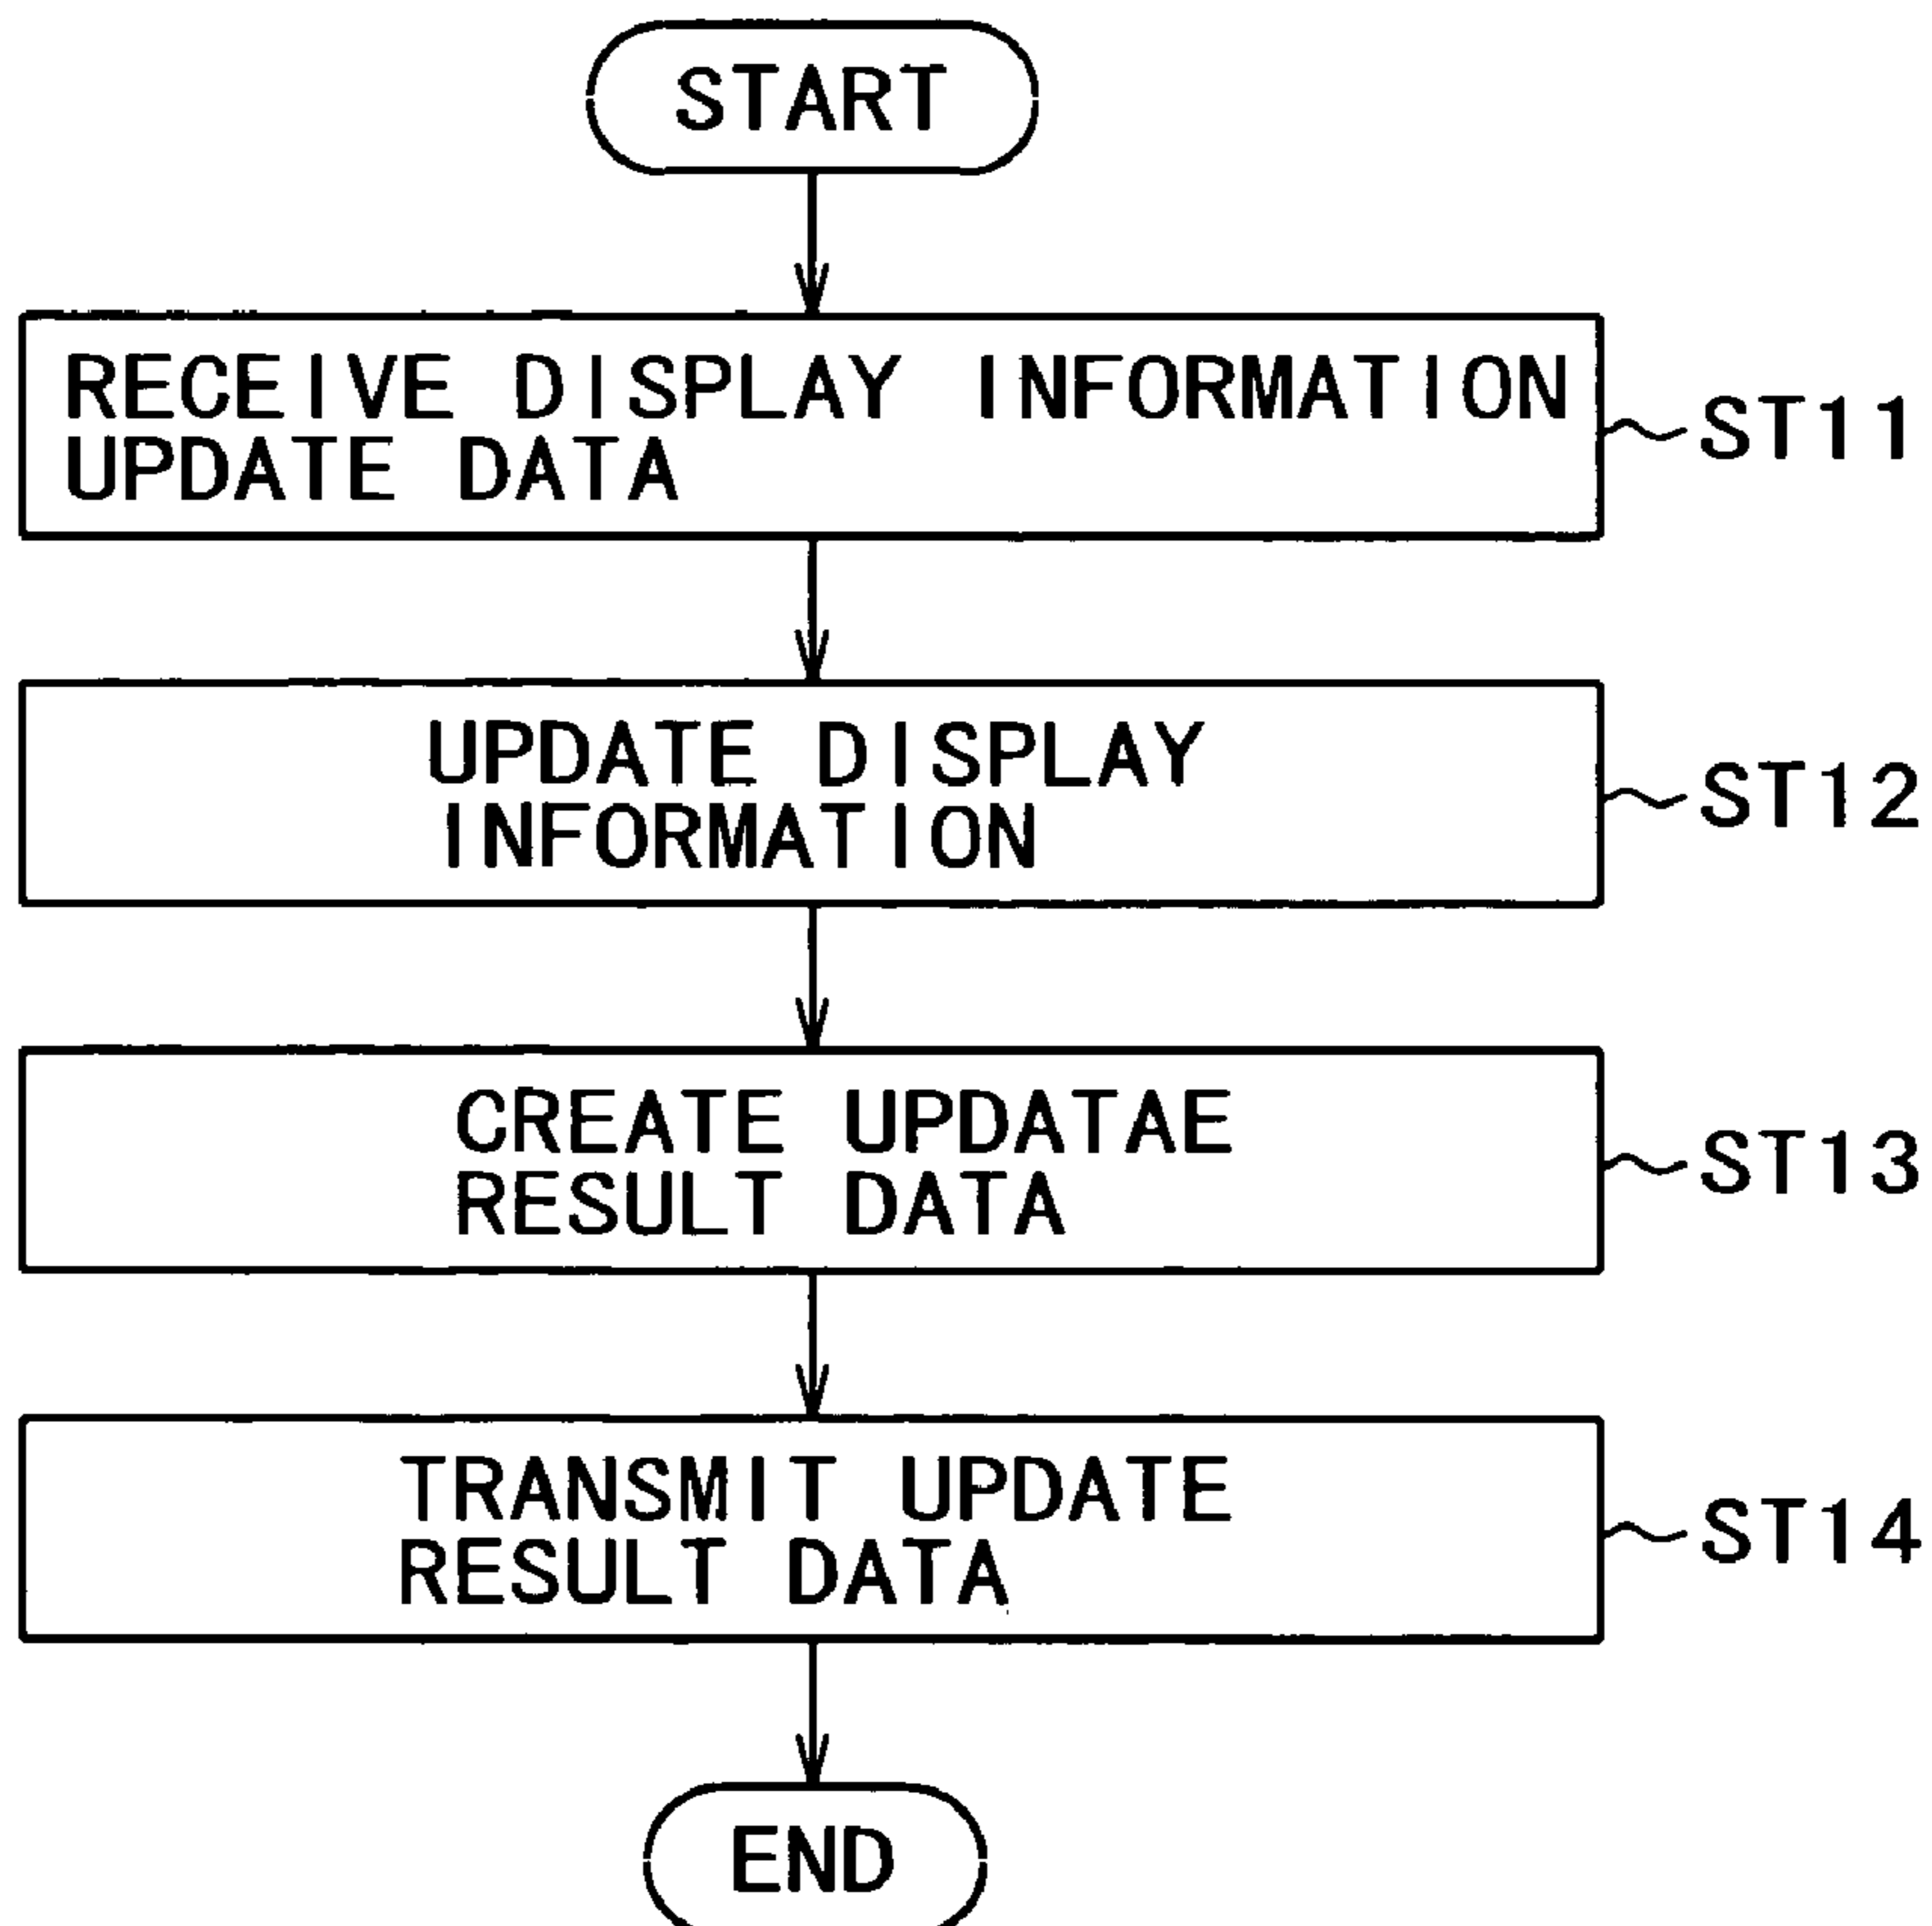 START
RECEIVE DISPLAY INFORMATION
UPDATE DATA
ST11
UPDATE DISPLAY
INFORMATION
ST12
CREATE UPDATAE
RESULT DATA
ST13
TRANSMIT UPDATE
RESULT DATA
ST14
END